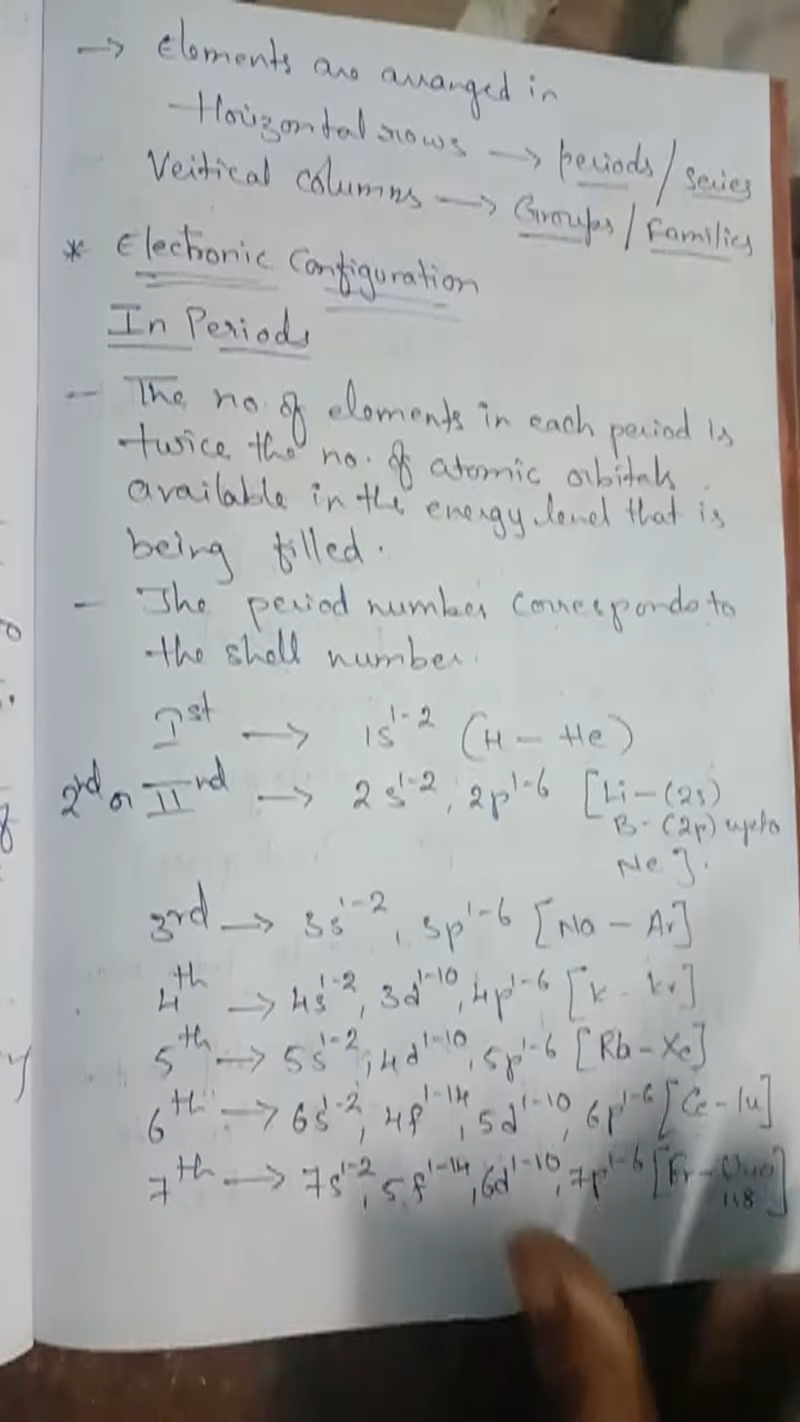 → Elements are arranged in
Horizontal rows → periods / Series
Veitical columns → Groups / Families
* Electronic Configuration
In Periods
- The no. of elements in each period is
twice the no. of atomic orbitals
available in the energy level that is
being filled.
- The period number corresponds to
the shell number.
Iˢᵗ → 1s¹⁻² (H – He)
2ʳᵈ or IIʳᵈ → 2s¹⁻², 2p¹⁻⁶ [Li – (2s)
B - (2p) upto
Ne].
3ʳᵈ → 3s¹⁻², 3p¹⁻⁶ [Na – Ar]
4ᵗʰ → 4s¹⁻², 3d¹⁻¹⁰, 4p¹⁻⁶ [K - Kr]
5ᵗʰ → 5s¹⁻², 4d¹⁻¹⁰, 5p¹⁻⁶ [Rb – Xe]
6ᵗʰ → 6s¹⁻², 4f¹⁻¹⁴, 5d¹⁻¹⁰, 6p¹⁻⁶ [Ce – Lu]
7ᵗʰ → 7s¹⁻², 5f¹⁻¹⁴, 6d¹⁻¹⁰, 7p¹⁻⁶ [Fr – Uuo]
118